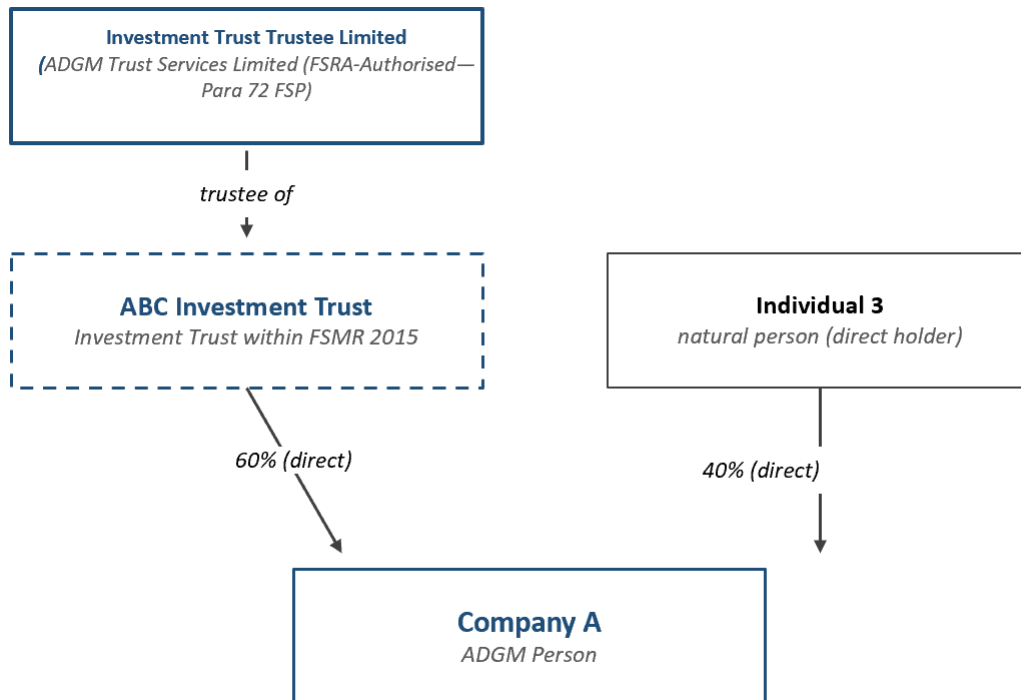 Investment Trust Trustee Limited
(ADGM Trust Services Limited (FSRA-Authorised—
Para 72 FSP)
trustee of
ABC Investment Trust
Investment Trust within FSMR 2015
Individual 3
natural person (direct holder)
60% (direct)
40% (direct)
Company A
ADGM Person